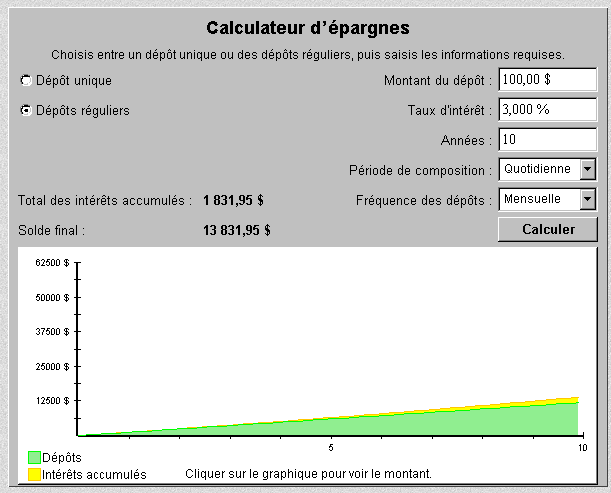 Calculateur d'épargnes
Choisis entre un dépôt unique ou des dépôts réguliers, puis saisis les informations requises.
Dépôt unique
Montant du dépôt : 100,00 $
Dépôts réguliers
Taux d'intérêt : 3,000 %
Années : 10
Période de composition : Quotidienne
Total des intérêts accumulés : 1 831,95 $
Fréquence des dépôts : Mensuelle
Solde final : 13 831,95 $
Calculer
62500 $
50000 $
37500 $
25000 $
12500 $
5 10
Dépôts
Intérêts accumulés
Cliquer sur le graphique pour voir le montant.